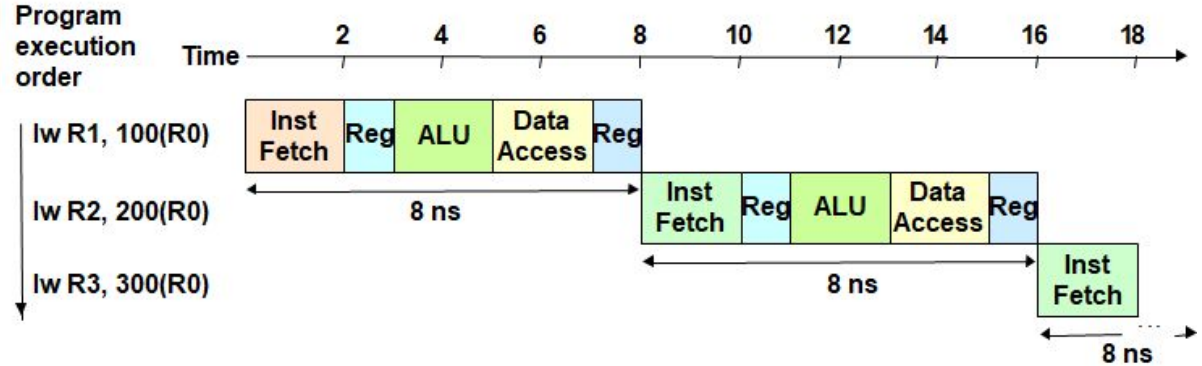 Program
execution
order
Time
2 4 6 8 10 12 14 16 18
lw R1, 100(R0)
Inst
Fetch
Reg
ALU
Data
Access
Reg
8 ns
lw R2, 200(R0)
Inst
Fetch
Reg
ALU
Data
Access
Reg
8 ns
lw R3, 300(R0)
Inst
Fetch
...
8 ns